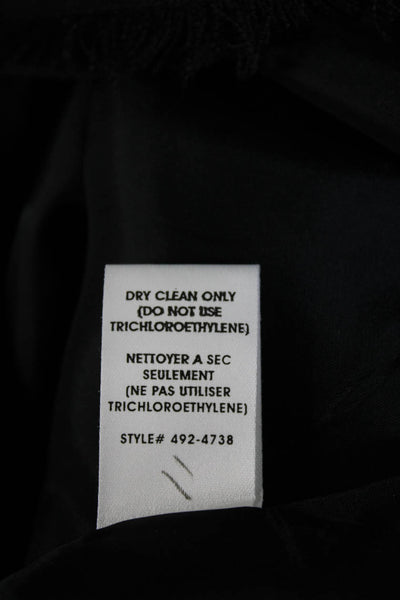 DRY CLEAN ONLY
(DO NOT USE
TRICHLOROETHYLENE)
NETTOYER A SEC
SEULEMENT
(NE PAS UTILISER
TRICHLOROETHYLENE)
STYLE# 492-4738